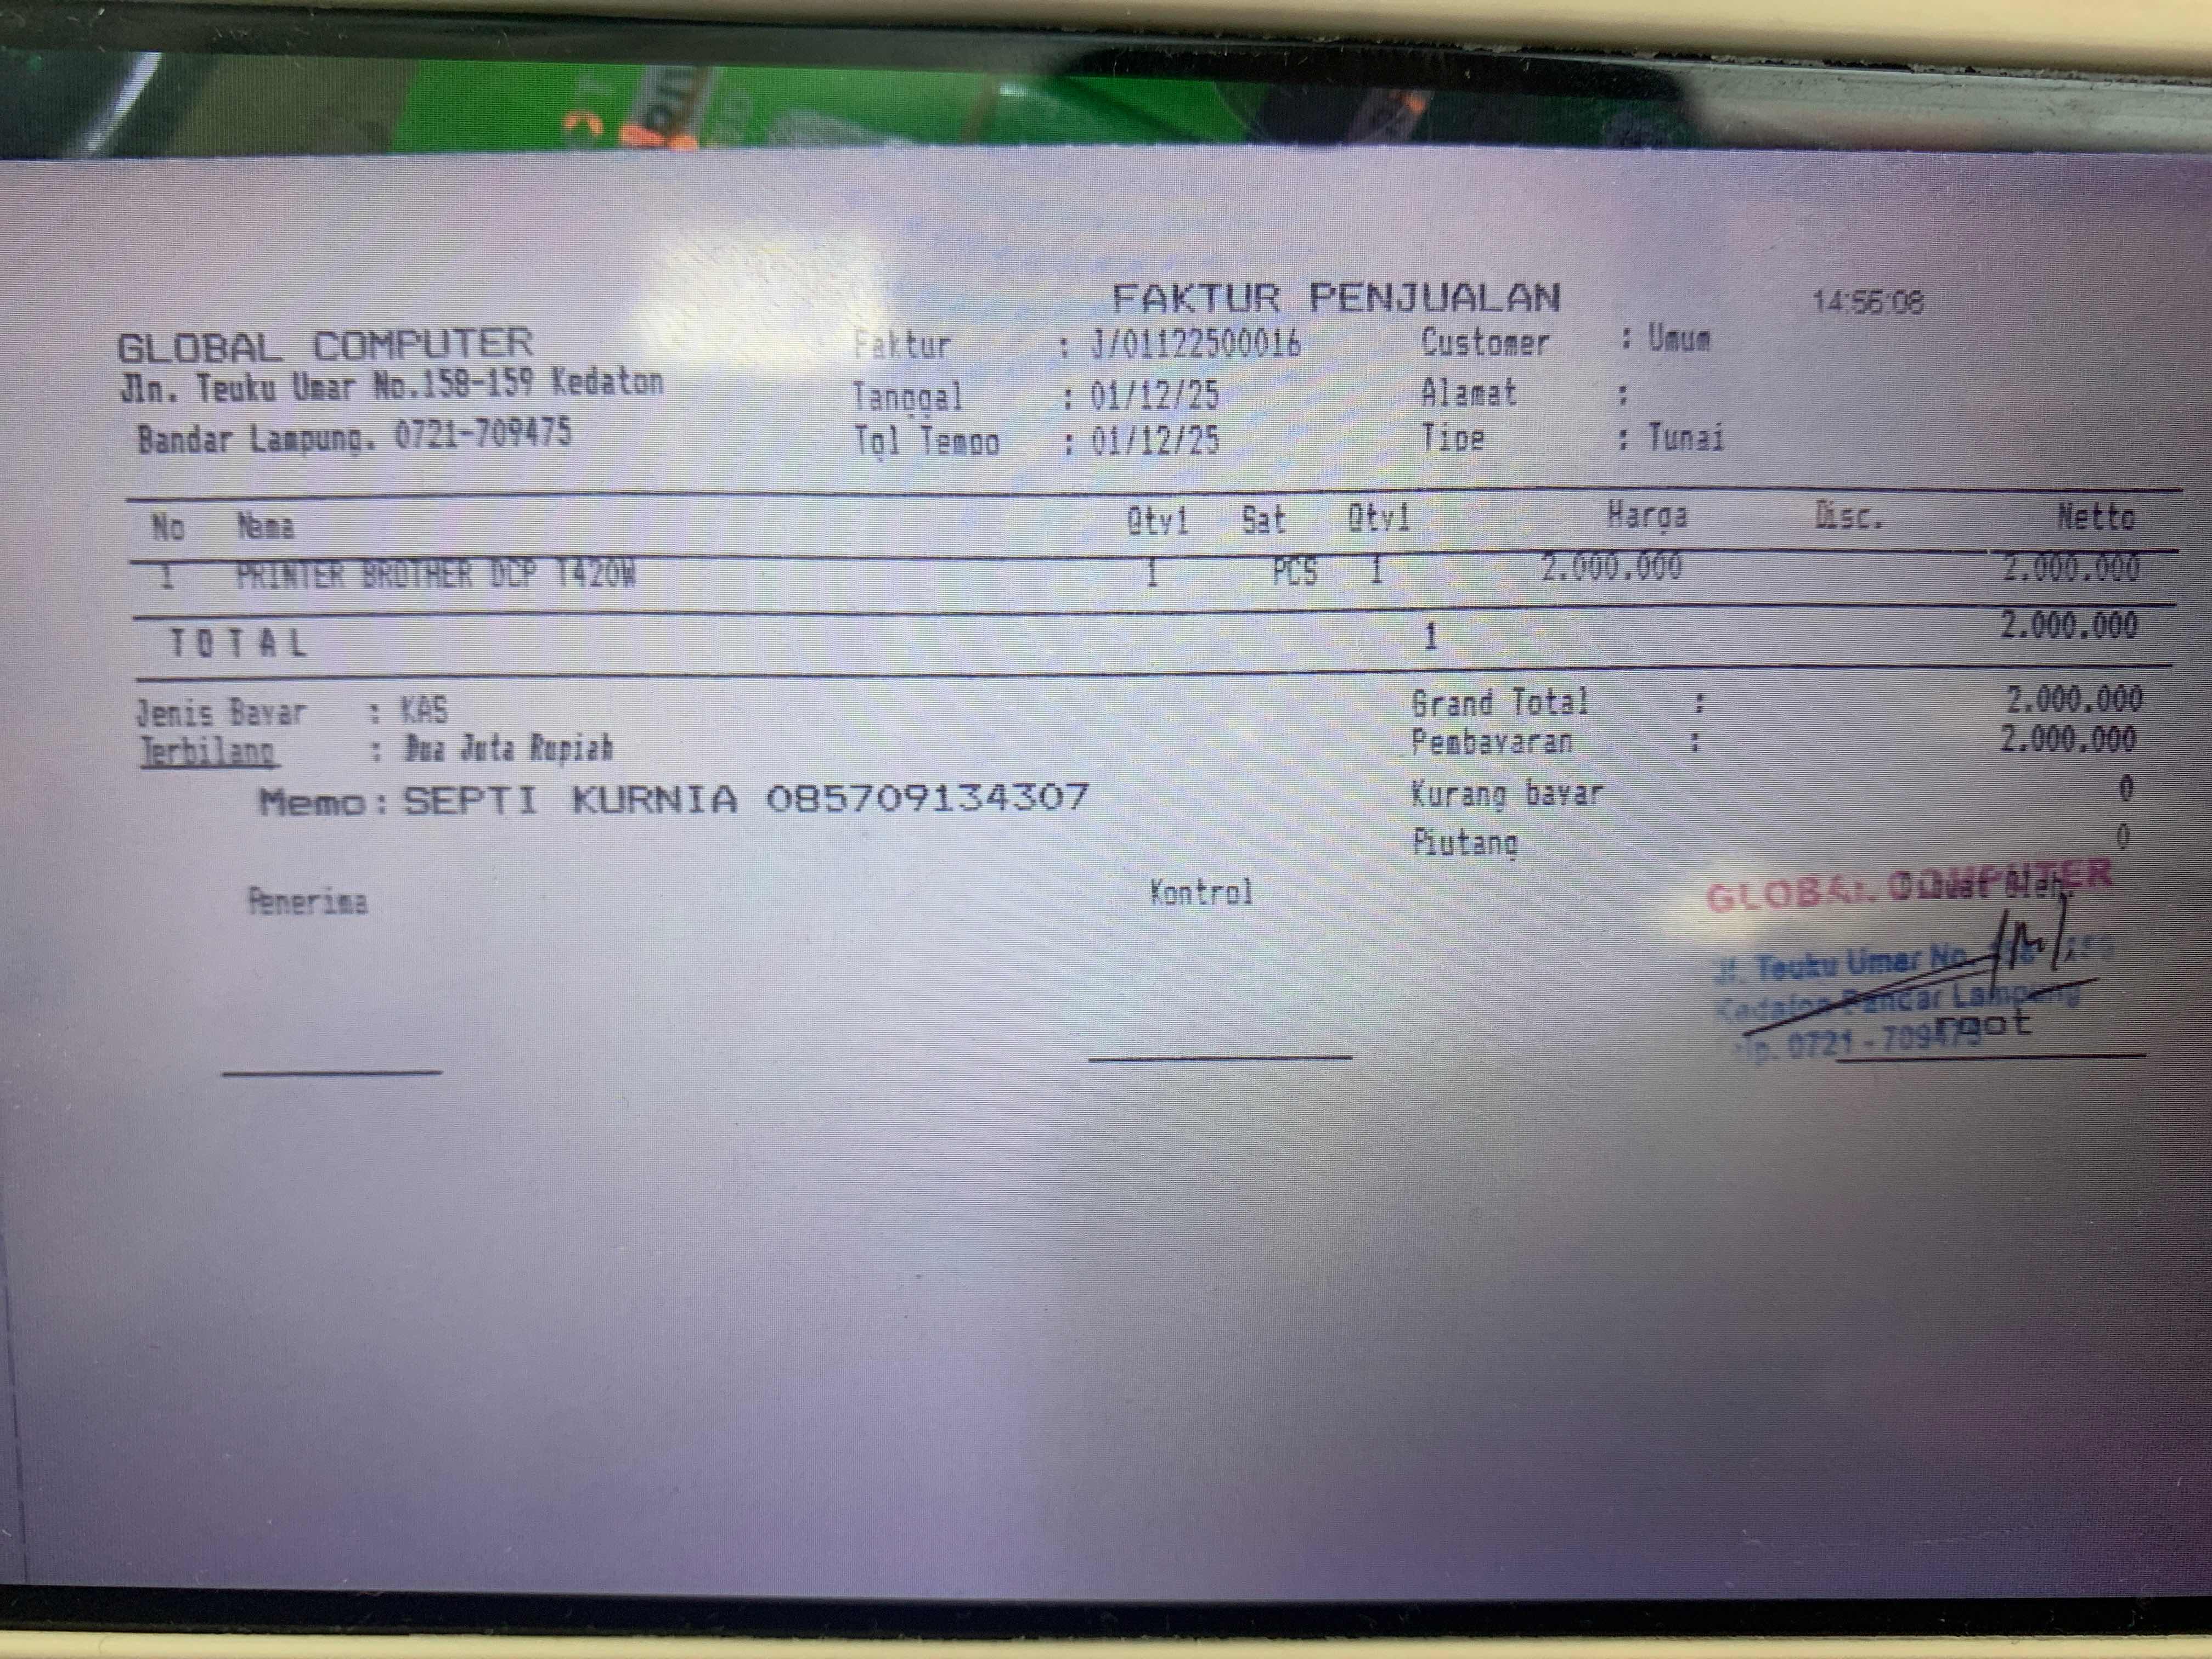 FAKTUR PENJUALAN 14:56:08
GLOBAL COMPUTER
Jln. Teuku Umar No.158-159 Kedaton
Bandar Lampung. 0721-709475
Faktur : J/01122500016 Customer : Umum
Tanggal : 01/12/25 Alamat :
Tgl Tempo : 01/12/25 Tipe : Tunai
No Nama Qty1 Sat Qty1 Harga Disc. Netto
1 PRINTER BROTHER DCP T420W 1 PCS 1 2.000.000 2.000.000
TOTAL 1 2.000.000
Jenis Bayar : KAS
Terbilang : Dua Juta Rupiah
Memo : SEPTI KURNIA 085709134307
Grand Total : 2.000.000
Pembayaran : 2.000.000
Kurang bayar 0
Piutang 0
Penerima Kontrol Dibuat Oleh
GLOBAL COMPUTER
Jl. Teuku Umar No.
Kedaton Bandar Lampung
Tlp. 0721 - 709475
root